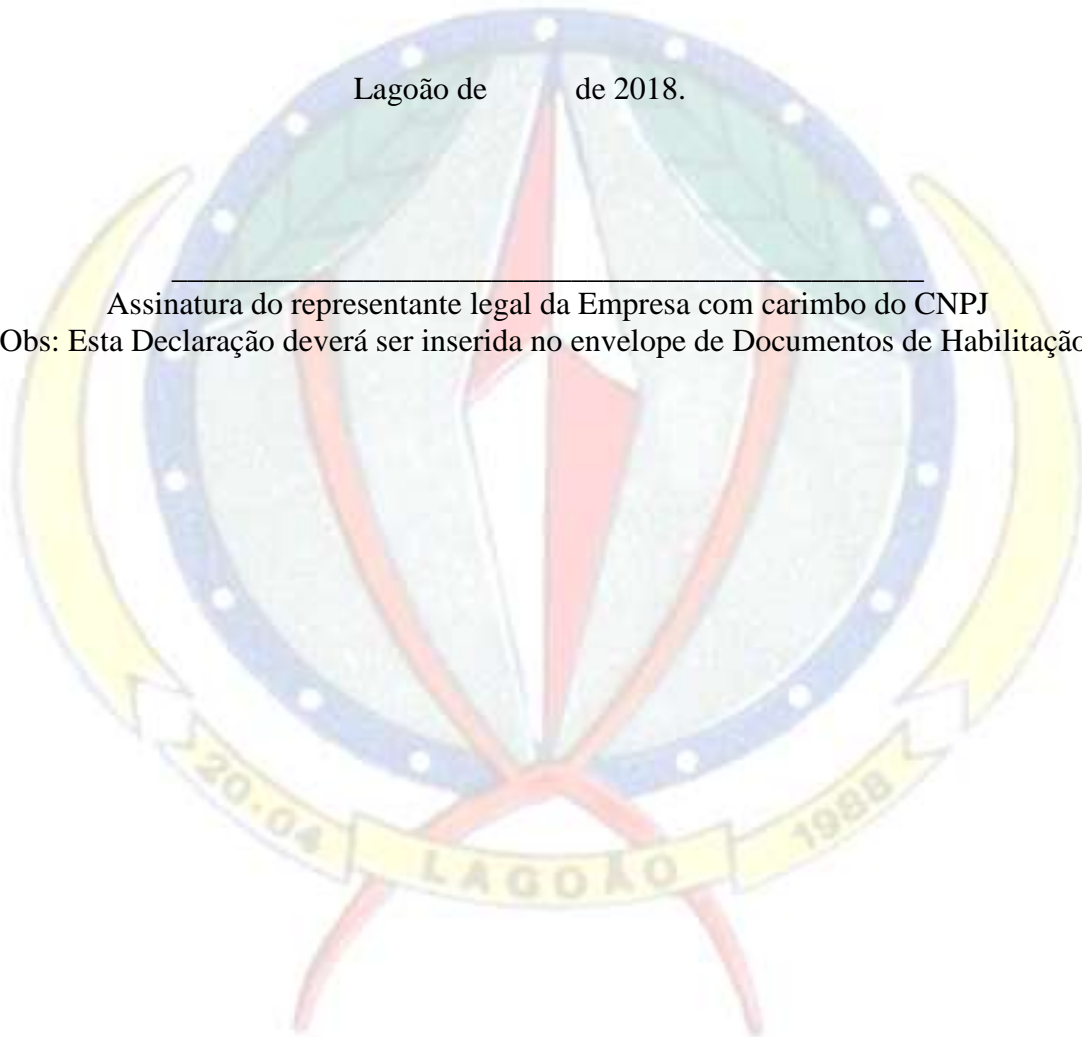 Lagoão de de 2018.
Assinatura do representante legal da Empresa com carimbo do CNPJ
Obs: Esta Declaração deverá ser inserida no envelope de Documentos de Habilitação
20.04 LAGOÃO 1988